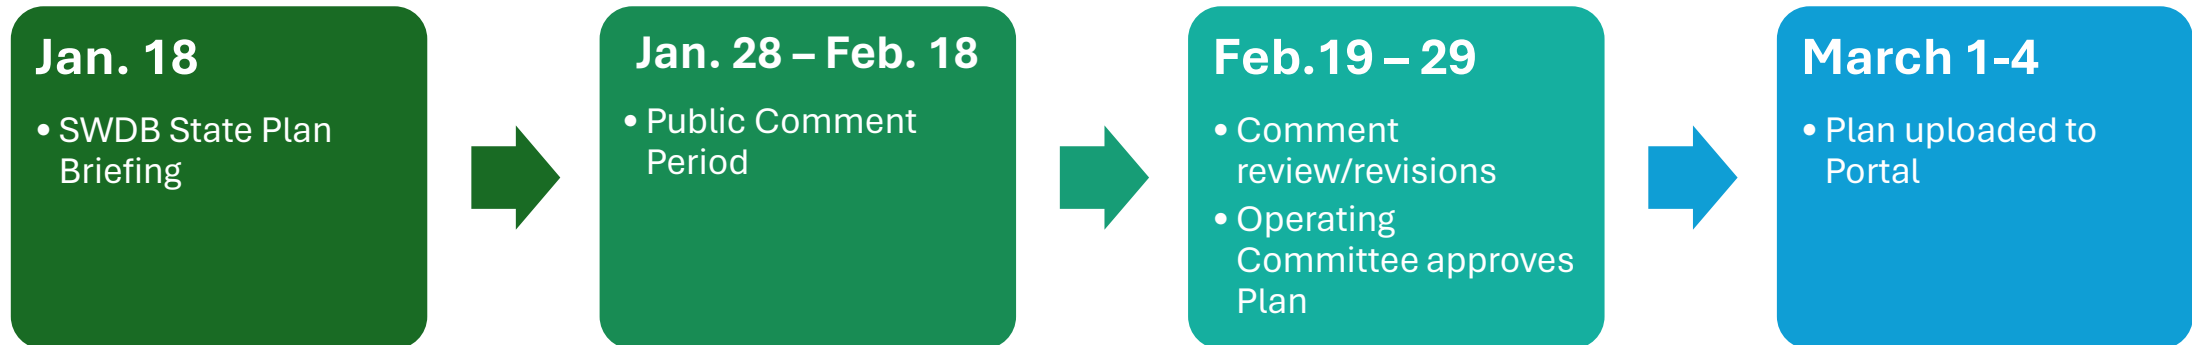 Jan. 18
• SWDB State Plan
Briefing
Jan. 28 – Feb. 18
• Public Comment
Period
Feb.19 – 29
• Comment
review/revisions
• Operating
Committee approves
Plan
March 1-4
• Plan uploaded to
Portal